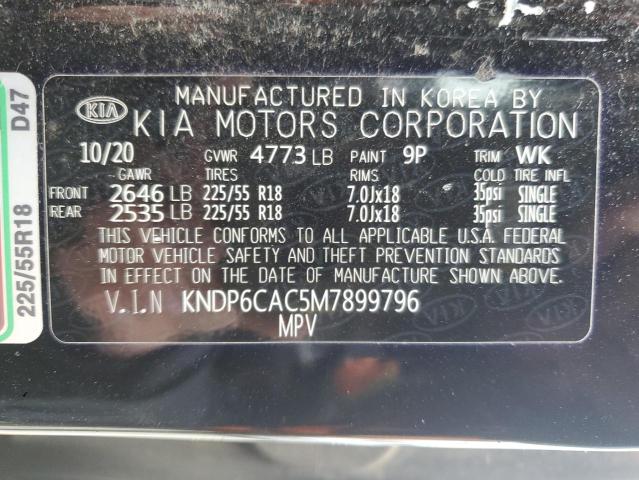 MANUFACTURED IN KOREA BY
KIA KIA MOTORS CORPORATION
10/20 GVWR 4773 LB PAINT 9P TRIM WK
GAWR TIRES RIMS COLD TIRE INFL
FRONT 2646 LB 225/55 R18 7.0Jx18 35psi SINGLE
REAR 2535 LB 225/55 R18 7.0Jx18 35psi SINGLE
THIS VEHICLE CONFORMS TO ALL APPLICABLE U.S.A. FEDERAL
MOTOR VEHICLE SAFETY AND THEFT PREVENTION STANDARDS
IN EFFECT ON THE DATE OF MANUFACTURE SHOWN ABOVE.
V.I.N KNDP6CAC5M7899796
MPV
225/55R18 D47